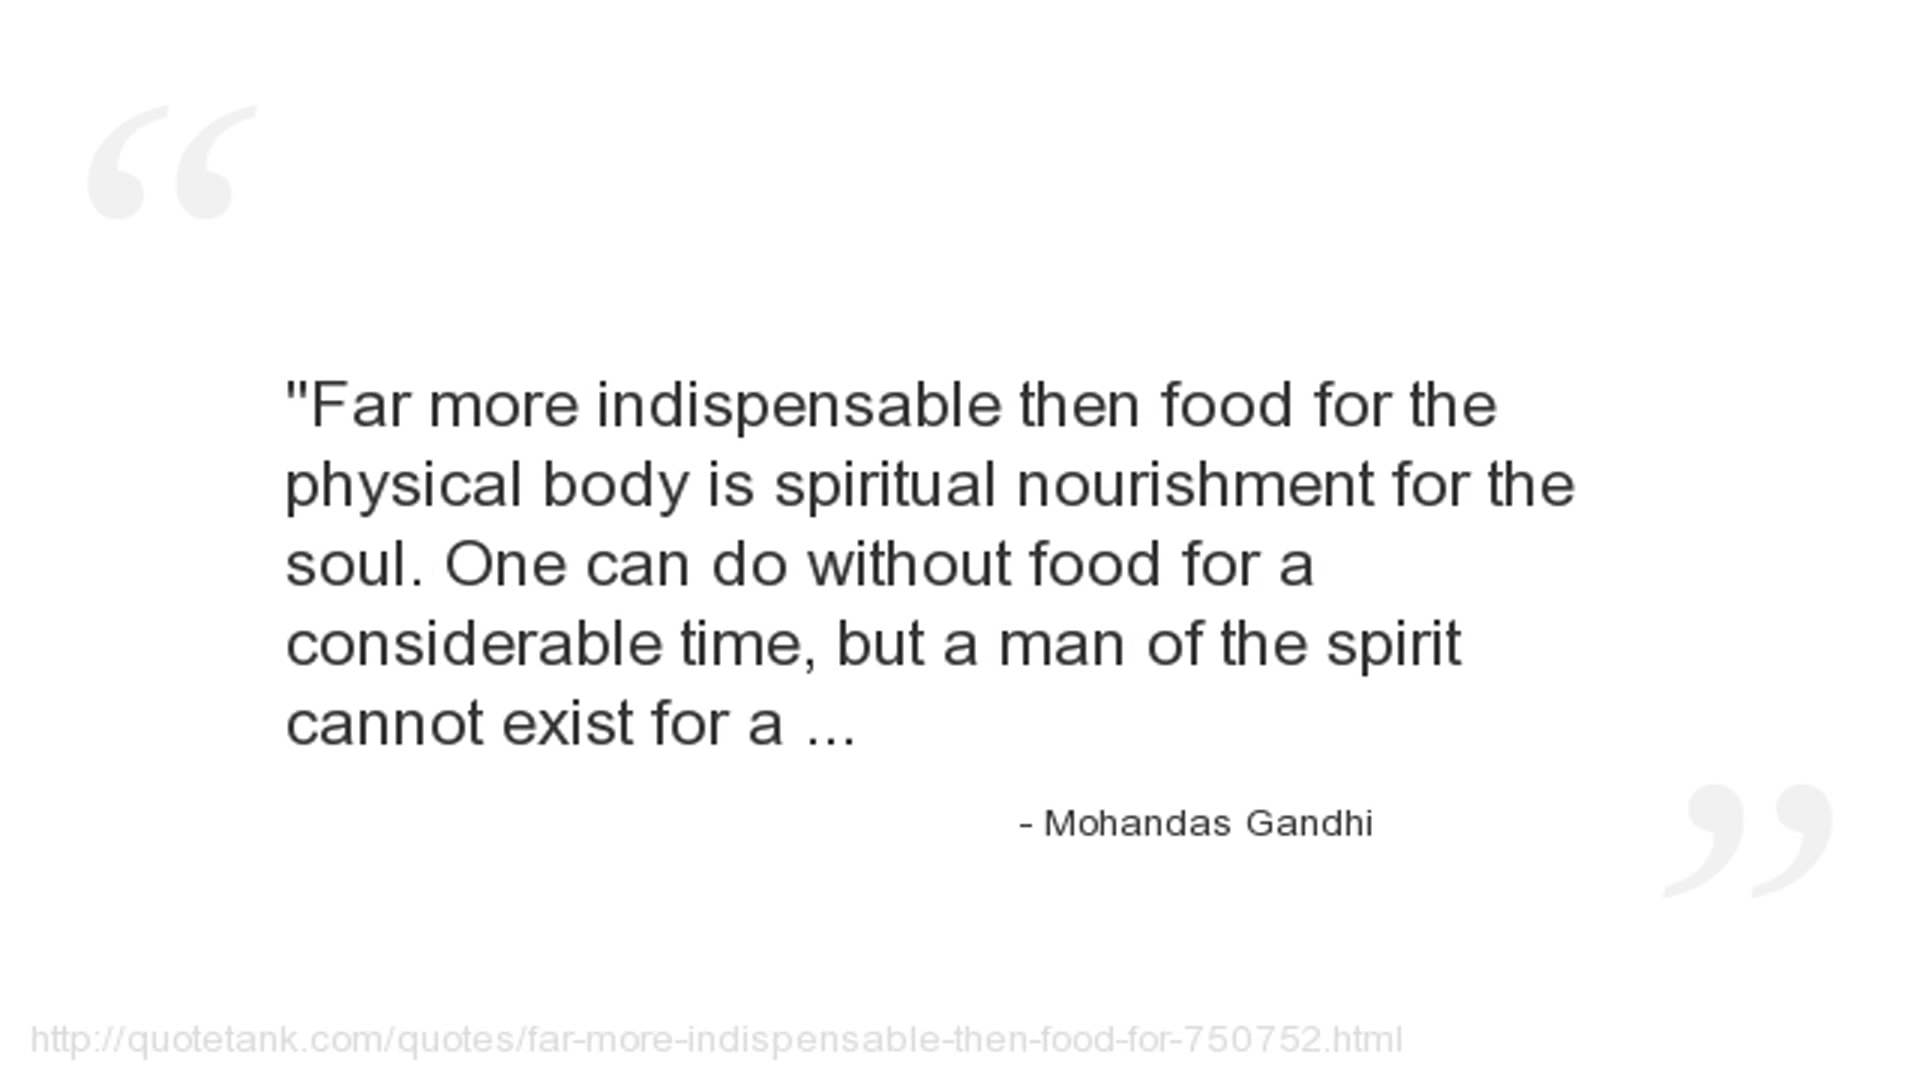 "Far more indispensable then food for the
physical body is spiritual nourishment for the
soul. One can do without food for a
considerable time, but a man of the spirit
cannot exist for a ...
- Mohandas Gandhi
http://quotetank.com/quotes/far-more-indispensable-then-food-for-750752.html